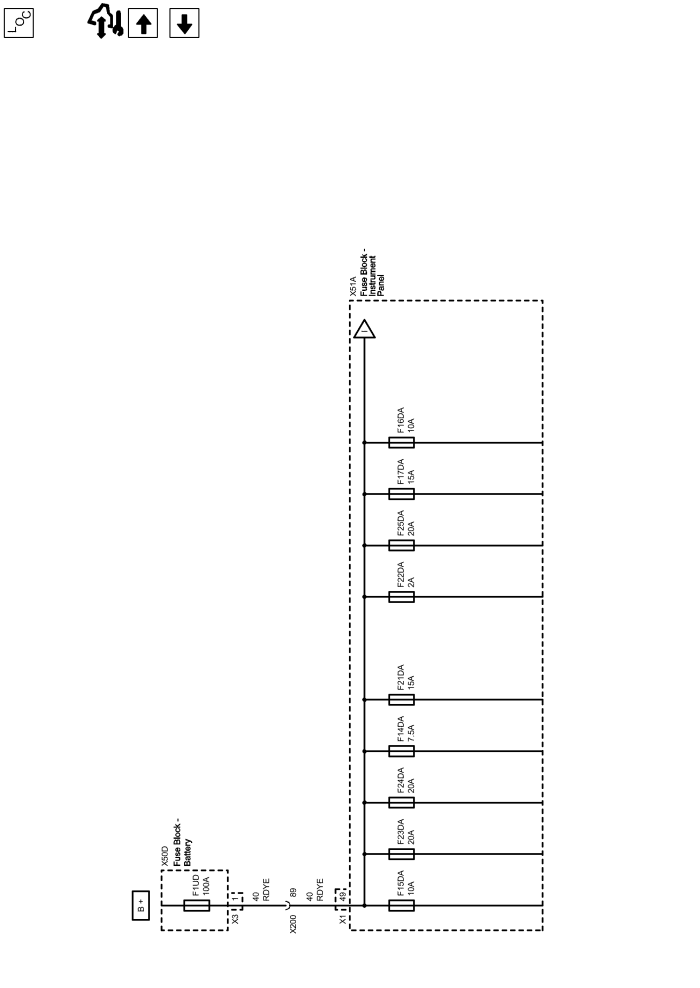 LOC
B +
X50D
Fuse Block -
Battery
F1UD
100A
X3
1
40
RDYE
X200
89
40
RDYE
X1
49
X51A
Fuse Block -
Instrument
Panel
F15DA
10A
F23DA
20A
F24DA
20A
F14DA
7.5A
F21DA
15A
F22DA
2A
F25DA
20A
F17DA
15A
F16DA
10A